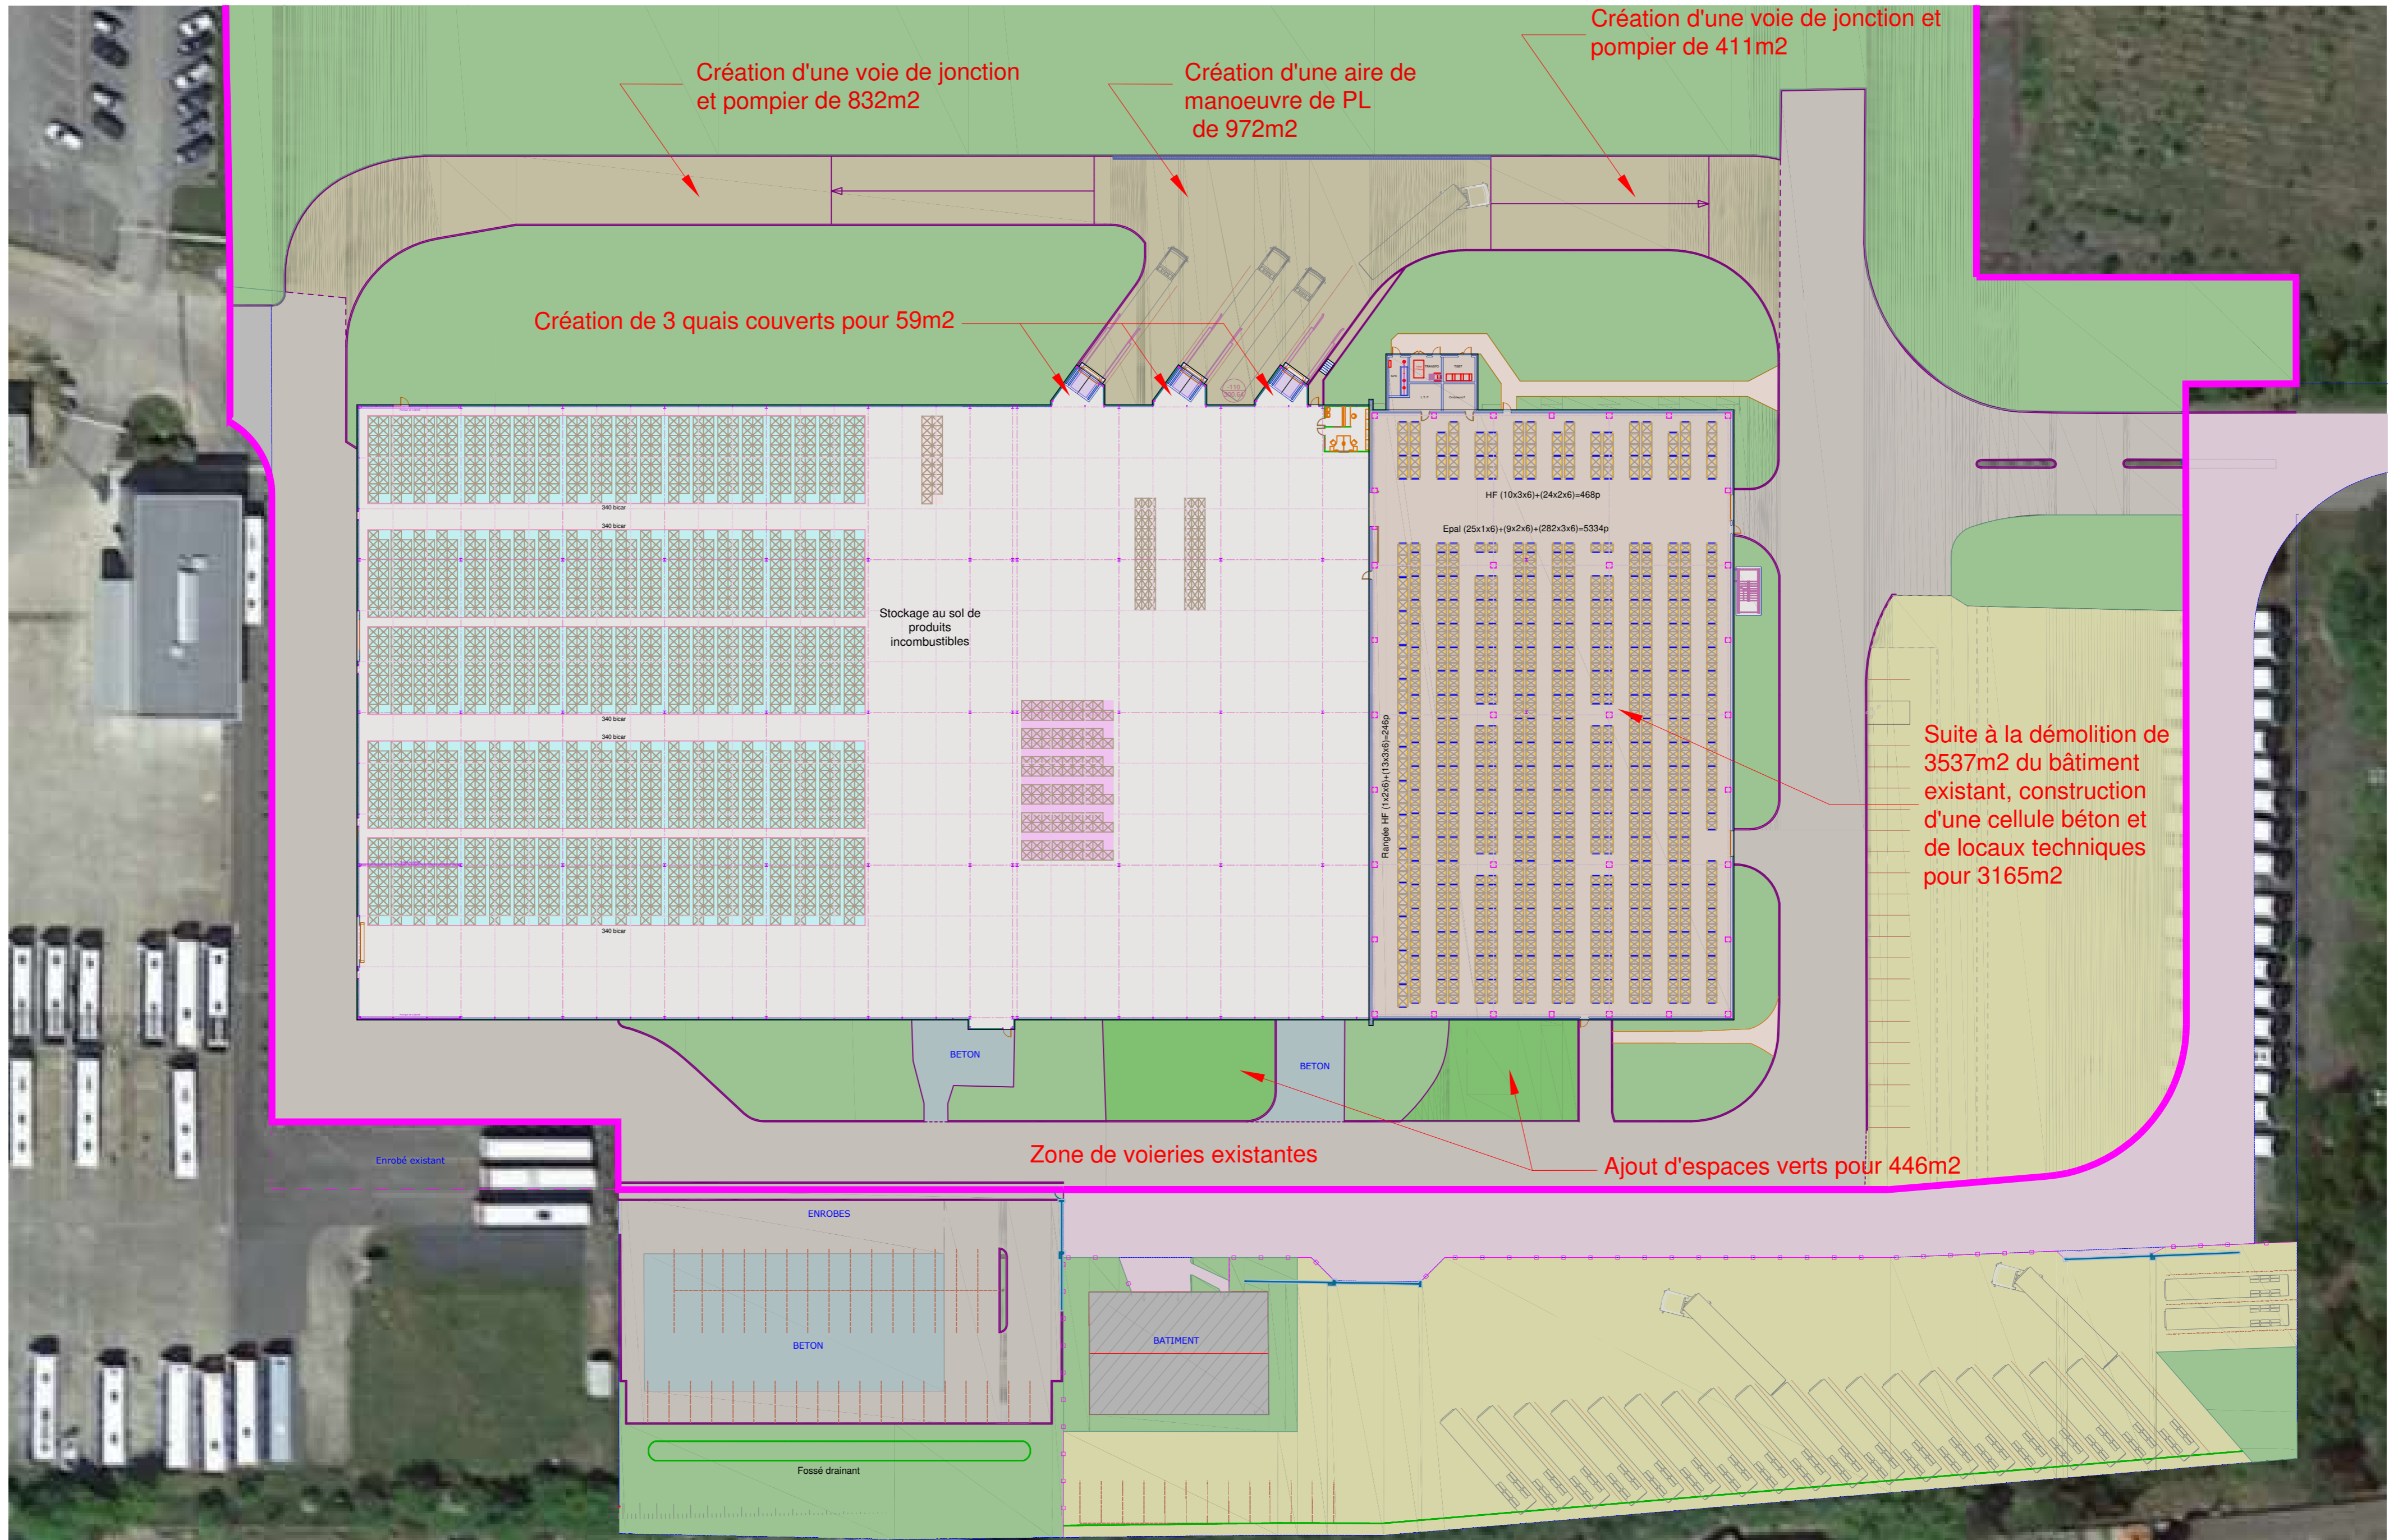 Création d'une voie de jonction et
pompier de 411m2
Création d'une voie de jonction
et pompier de 832m2
Création d'une aire de
manoeuvre de PL
de 972m2
Création de 3 quais couverts pour 59m2
340 bicar
340 bicar
Stockage au sol de
produits
incombustibles
340 bicar
340 bicar
340 bicar
HF (10x3x6)+(24x2x6)=468p
Epal (25x1x6)+(9x2x6)+(282x3x6)=5334p
Rangée HF (1x2x6)+(13x3x6)=246p
Suite à la démolition de
3537m2 du bâtiment
existant, construction
d'une cellule béton et
de locaux techniques
pour 3165m2
BETON
BETON
Zone de voieries existantes
Ajout d'espaces verts pour 446m2
Enrobé existant
ENROBES
BETON
BATIMENT
Fossé drainant